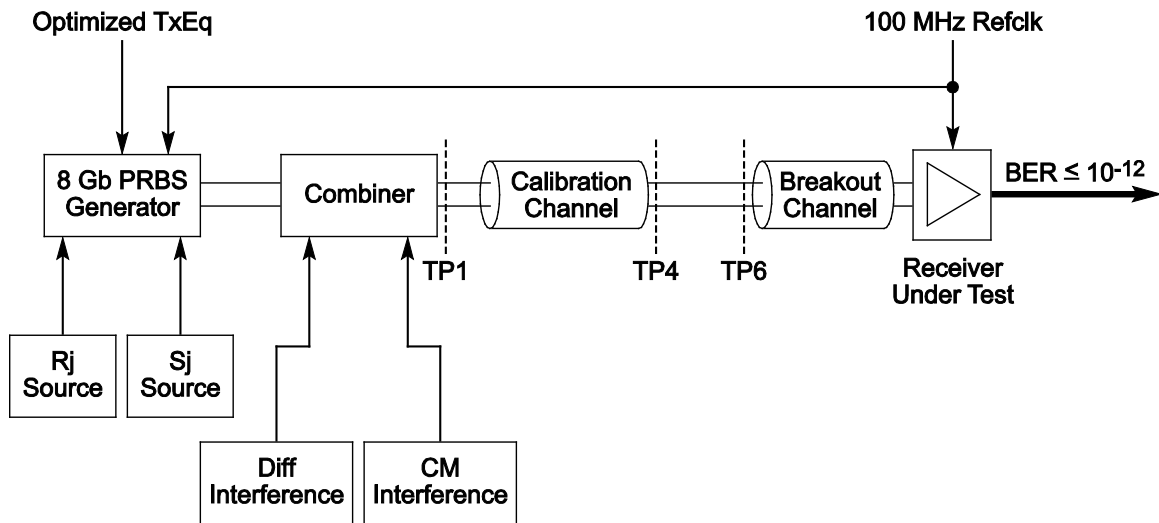 Optimized TxEq
100 MHz Refclk
8 Gb PRBS
Generator
Combiner
Calibration
Channel
Breakout
Channel
BER ≤ 10-12
TP1
TP4
TP6
Receiver
Under Test
Rj
Source
Sj
Source
Diff
Interference
CM
Interference